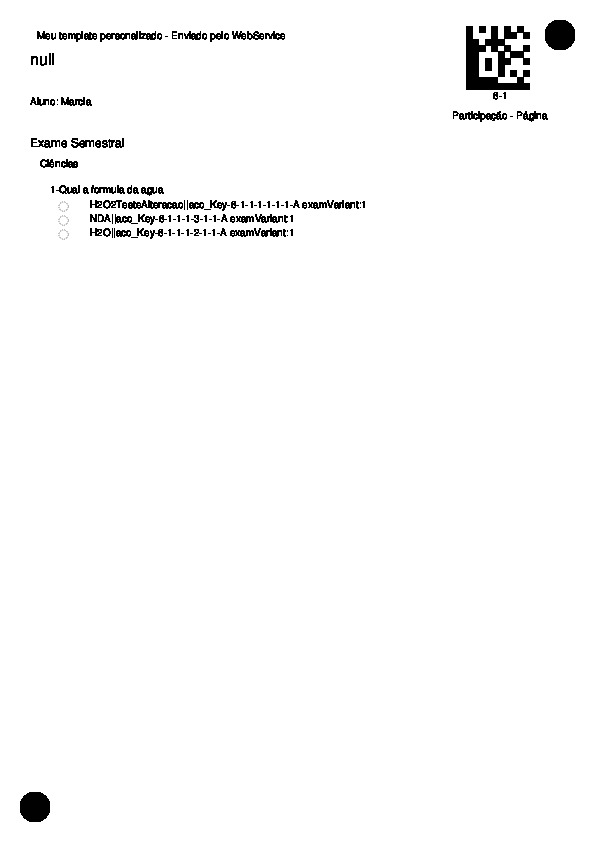 Meu template personalizado - Enviado pelo WebService
null
6-1
Aluno: Marcia
Participação - Página
Exame Semestral
Ciências
1-Qual a formula da agua
H2O2TesteAlteracao||aco_Key-6-1-1-1-1-1-1-A examVariant:1
NDA||aco_Key-6-1-1-1-3-1-1-A examVariant:1
H2O||aco_Key-6-1-1-1-2-1-1-A examVariant:1